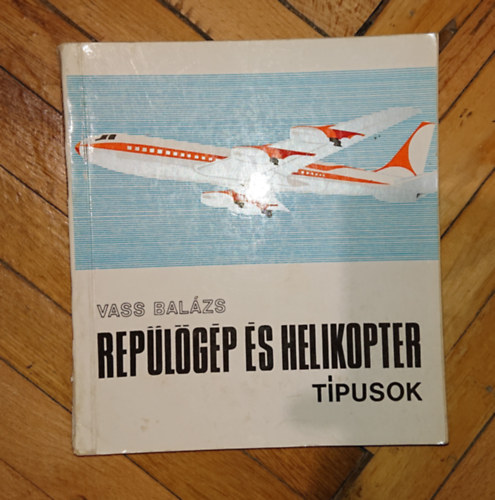 VASS BALÁZS
REPÜLŐGÉP ÉS HELIKOPTER
TÍPUSOK